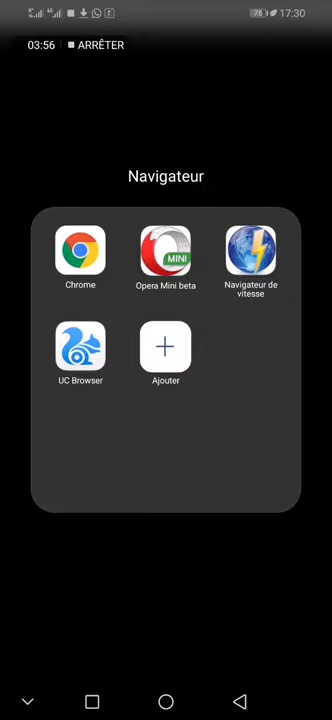 76 17:30
03:56 ARRÊTER
Navigateur
Chrome
MINI
Opera Mini beta
Navigateur de
vitesse
UC Browser
Ajouter